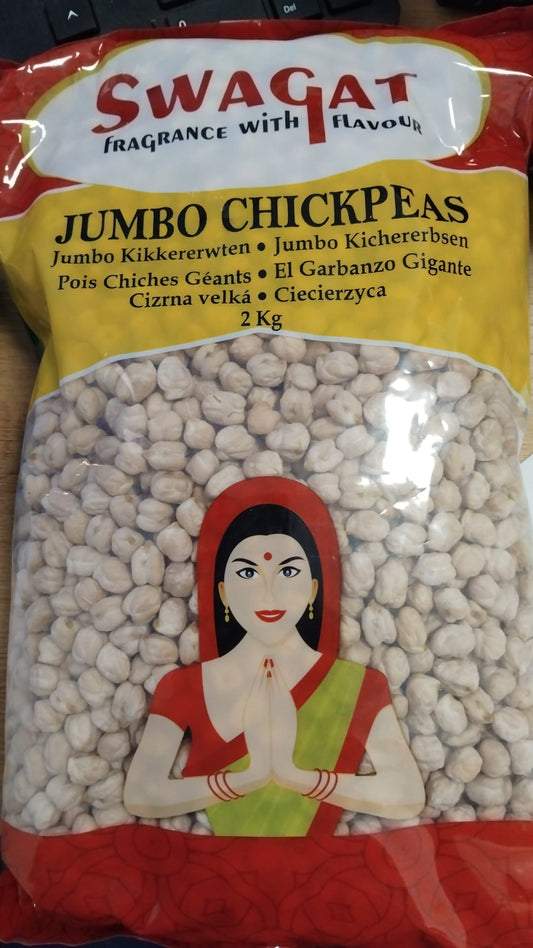 Del
SWAGAT
FRAGRANCE WITH FLAVOUR
JUMBO CHICKPEAS
Jumbo Kikkererwten • Jumbo Kichererbsen
Pois Chiches Géants • El Garbanzo Gigante
Cizrna velká • Ciecierzyca
2 Kg